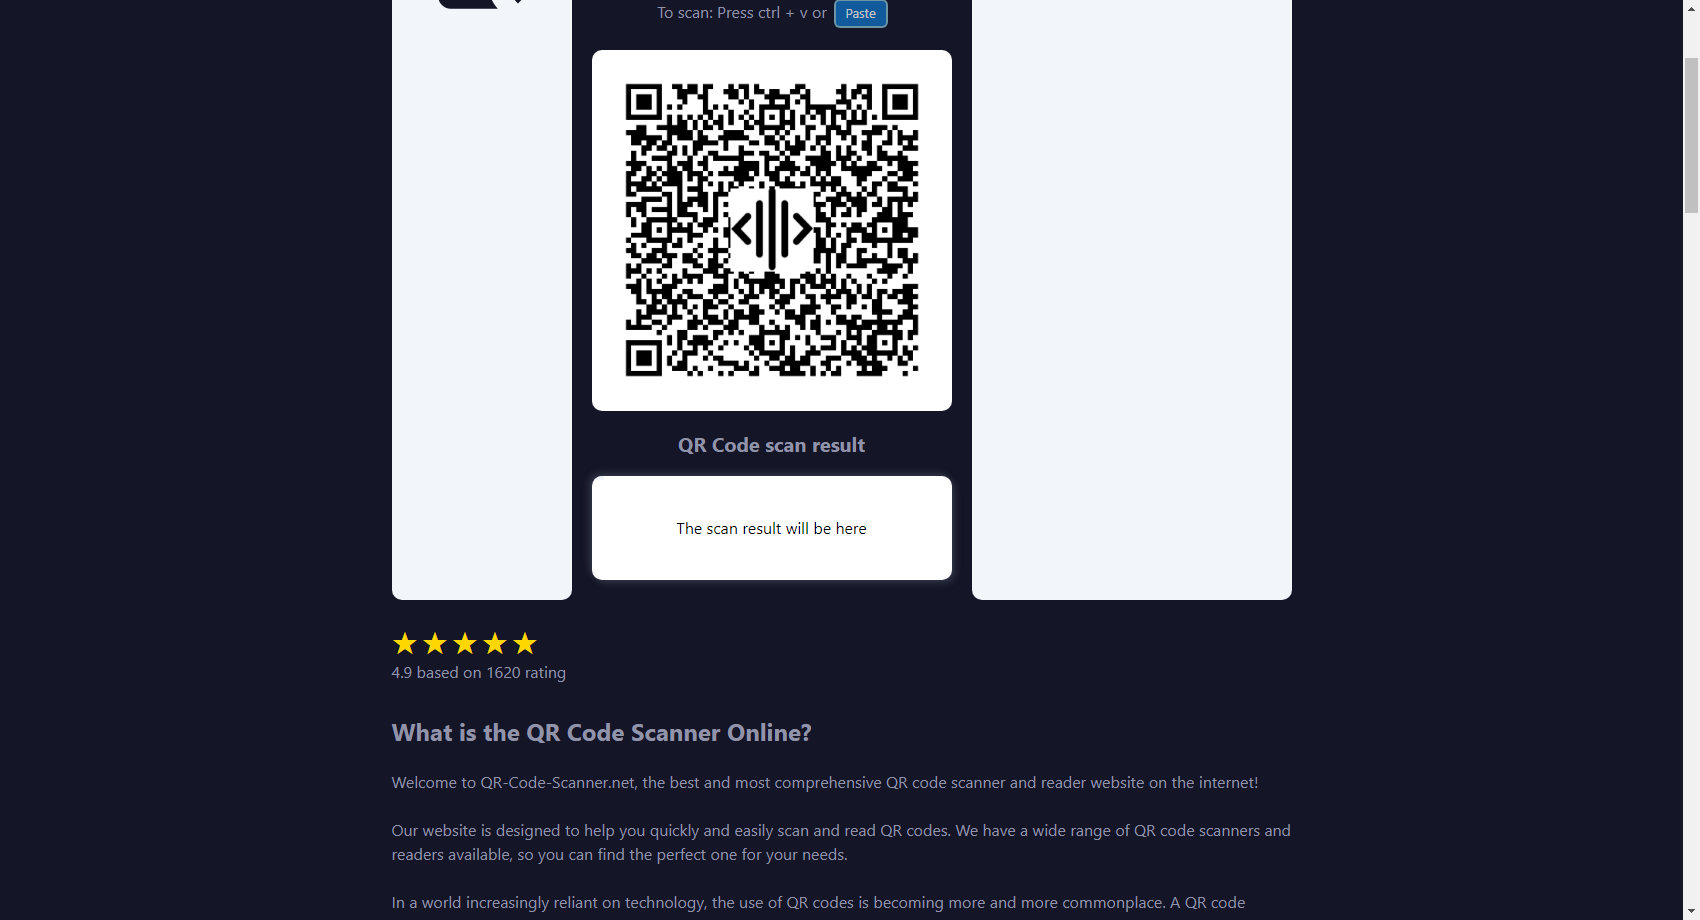 To scan: Press ctrl + v or Paste
QR Code scan result
The scan result will be here
4.9 based on 1620 rating
What is the QR Code Scanner Online?
Welcome to QR-Code-Scanner.net, the best and most comprehensive QR code scanner and reader website on the internet!
Our website is designed to help you quickly and easily scan and read QR codes. We have a wide range of QR code scanners and
readers available, so you can find the perfect one for your needs.
In a world increasingly reliant on technology, the use of QR codes is becoming more and more commonplace. A QR code